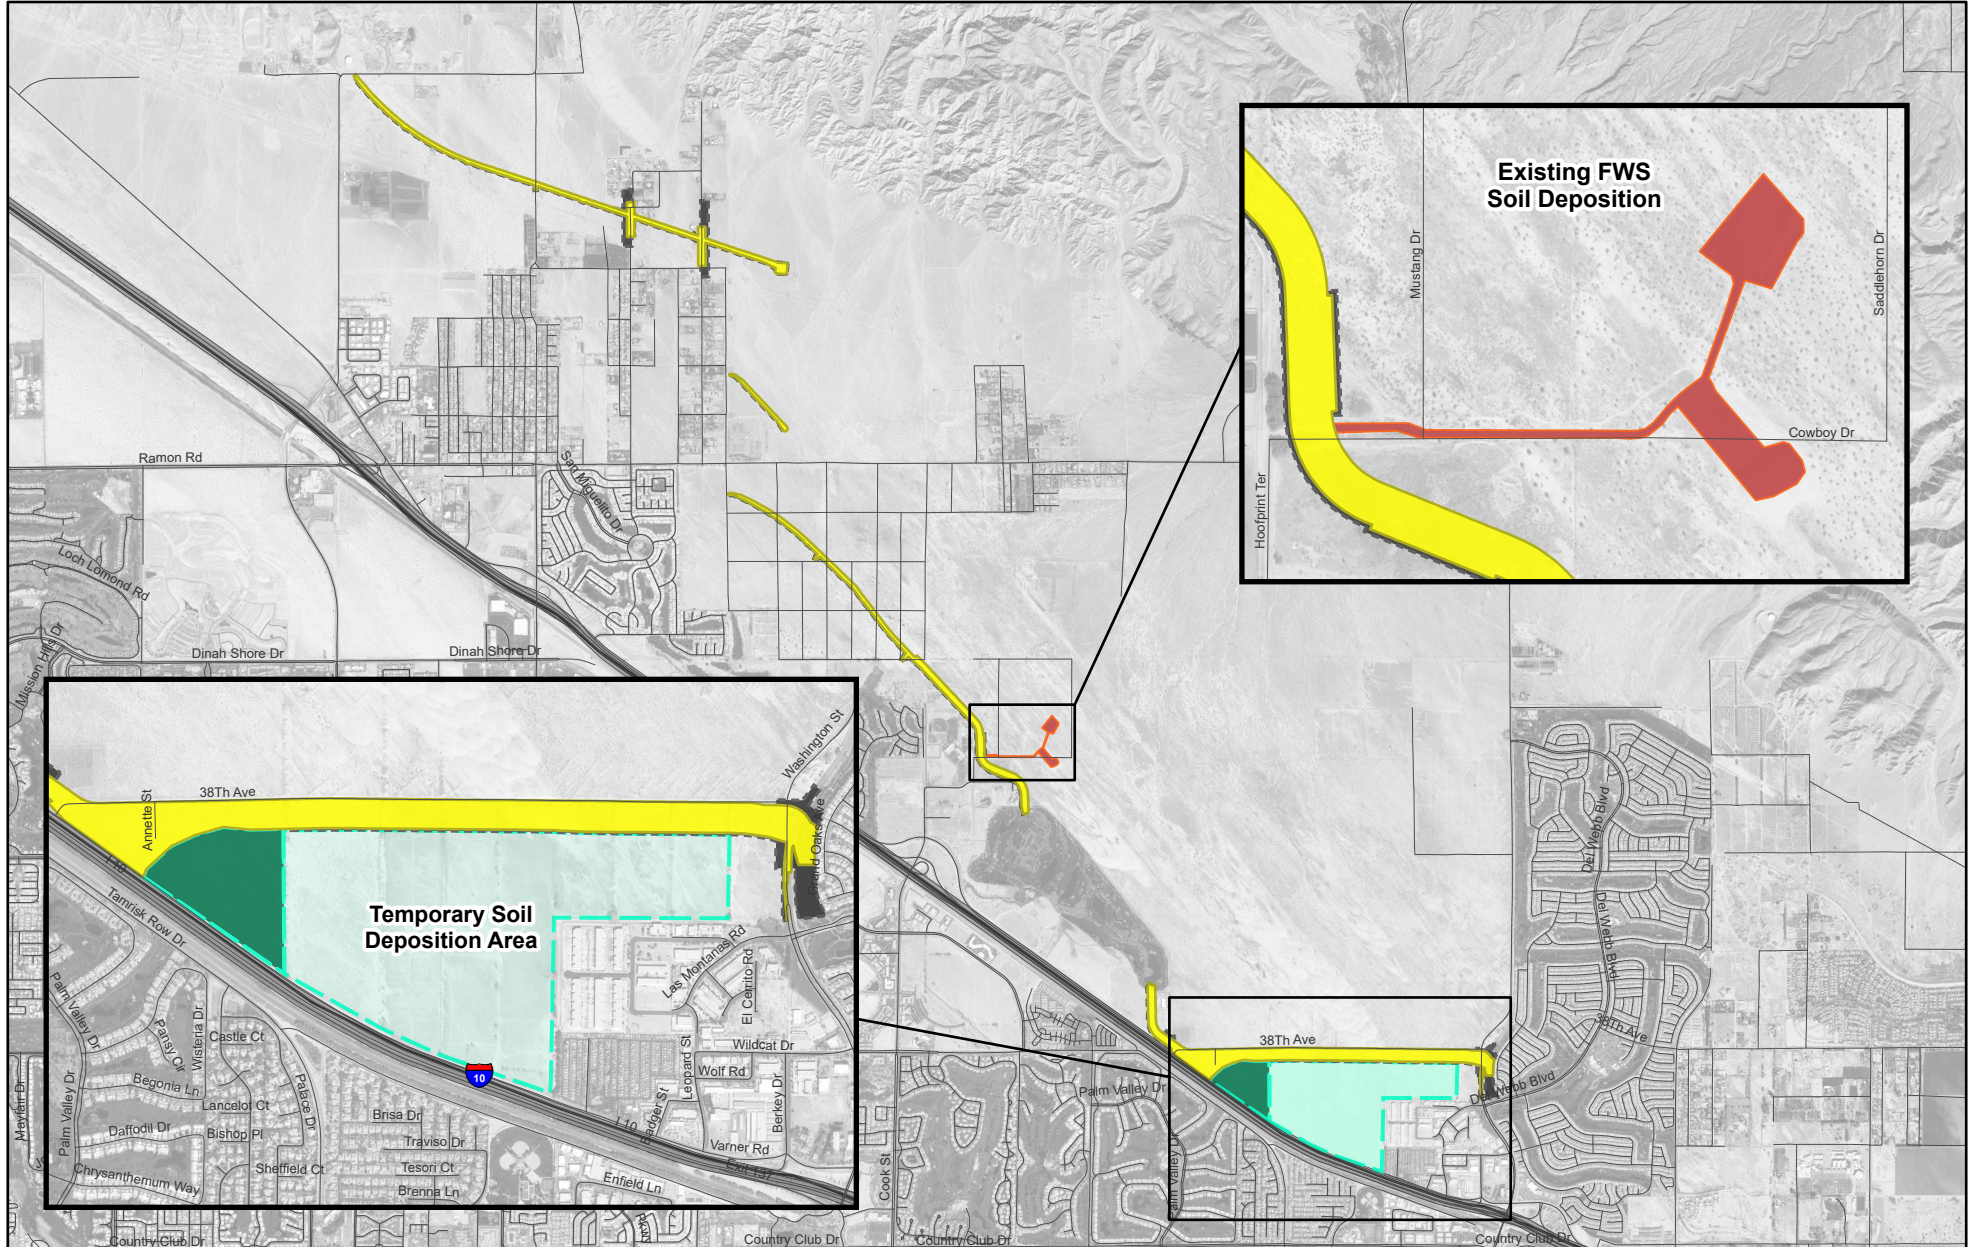 Existing FWS
Soil Deposition
Mustang Dr
Saddlehorn Dr
Cowboy Dr
Hoofprint Ter
Ramon Rd
San Miguelito Dr
Loch Lomond Rd
Mission Hills Dr
Dinah Shore Dr
Dinah Shore Dr
Washington St
38Th Ave
Annette St
Grand Oaks Ave
I 10
Tamrisk Row Dr
Temporary Soil
Deposition Area
Las Montanas Rd
El Cerrito Rd
Palm Valley Dr
Pansy Cir
Wisteria Dr
Castle Ct
Wildcat Dr
Leopard St
Wolf Rd
10
Begonia Ln
Lancelot Ct
Palace Dr
Mayfair Dr
Palm Valley Dr
Brisa Dr
Badger St
Berkey Dr
I 10
Daffodil Dr
Bishop Pl
Traviso Dr
Varner Rd
Sheffield Ct
Tesori Ct
Exit 137
Chrysanthemum Way
Brenna Ln
Enfield Ln
Del Webb Blvd
Del Webb Blvd
38Th Ave
38Th Ave
Del Webb Blvd
Palm Valley Dr
Palm Valley Dr
Cook St
Country Club Dr
Country Club Dr
Country Club Dr
Country Club Dr